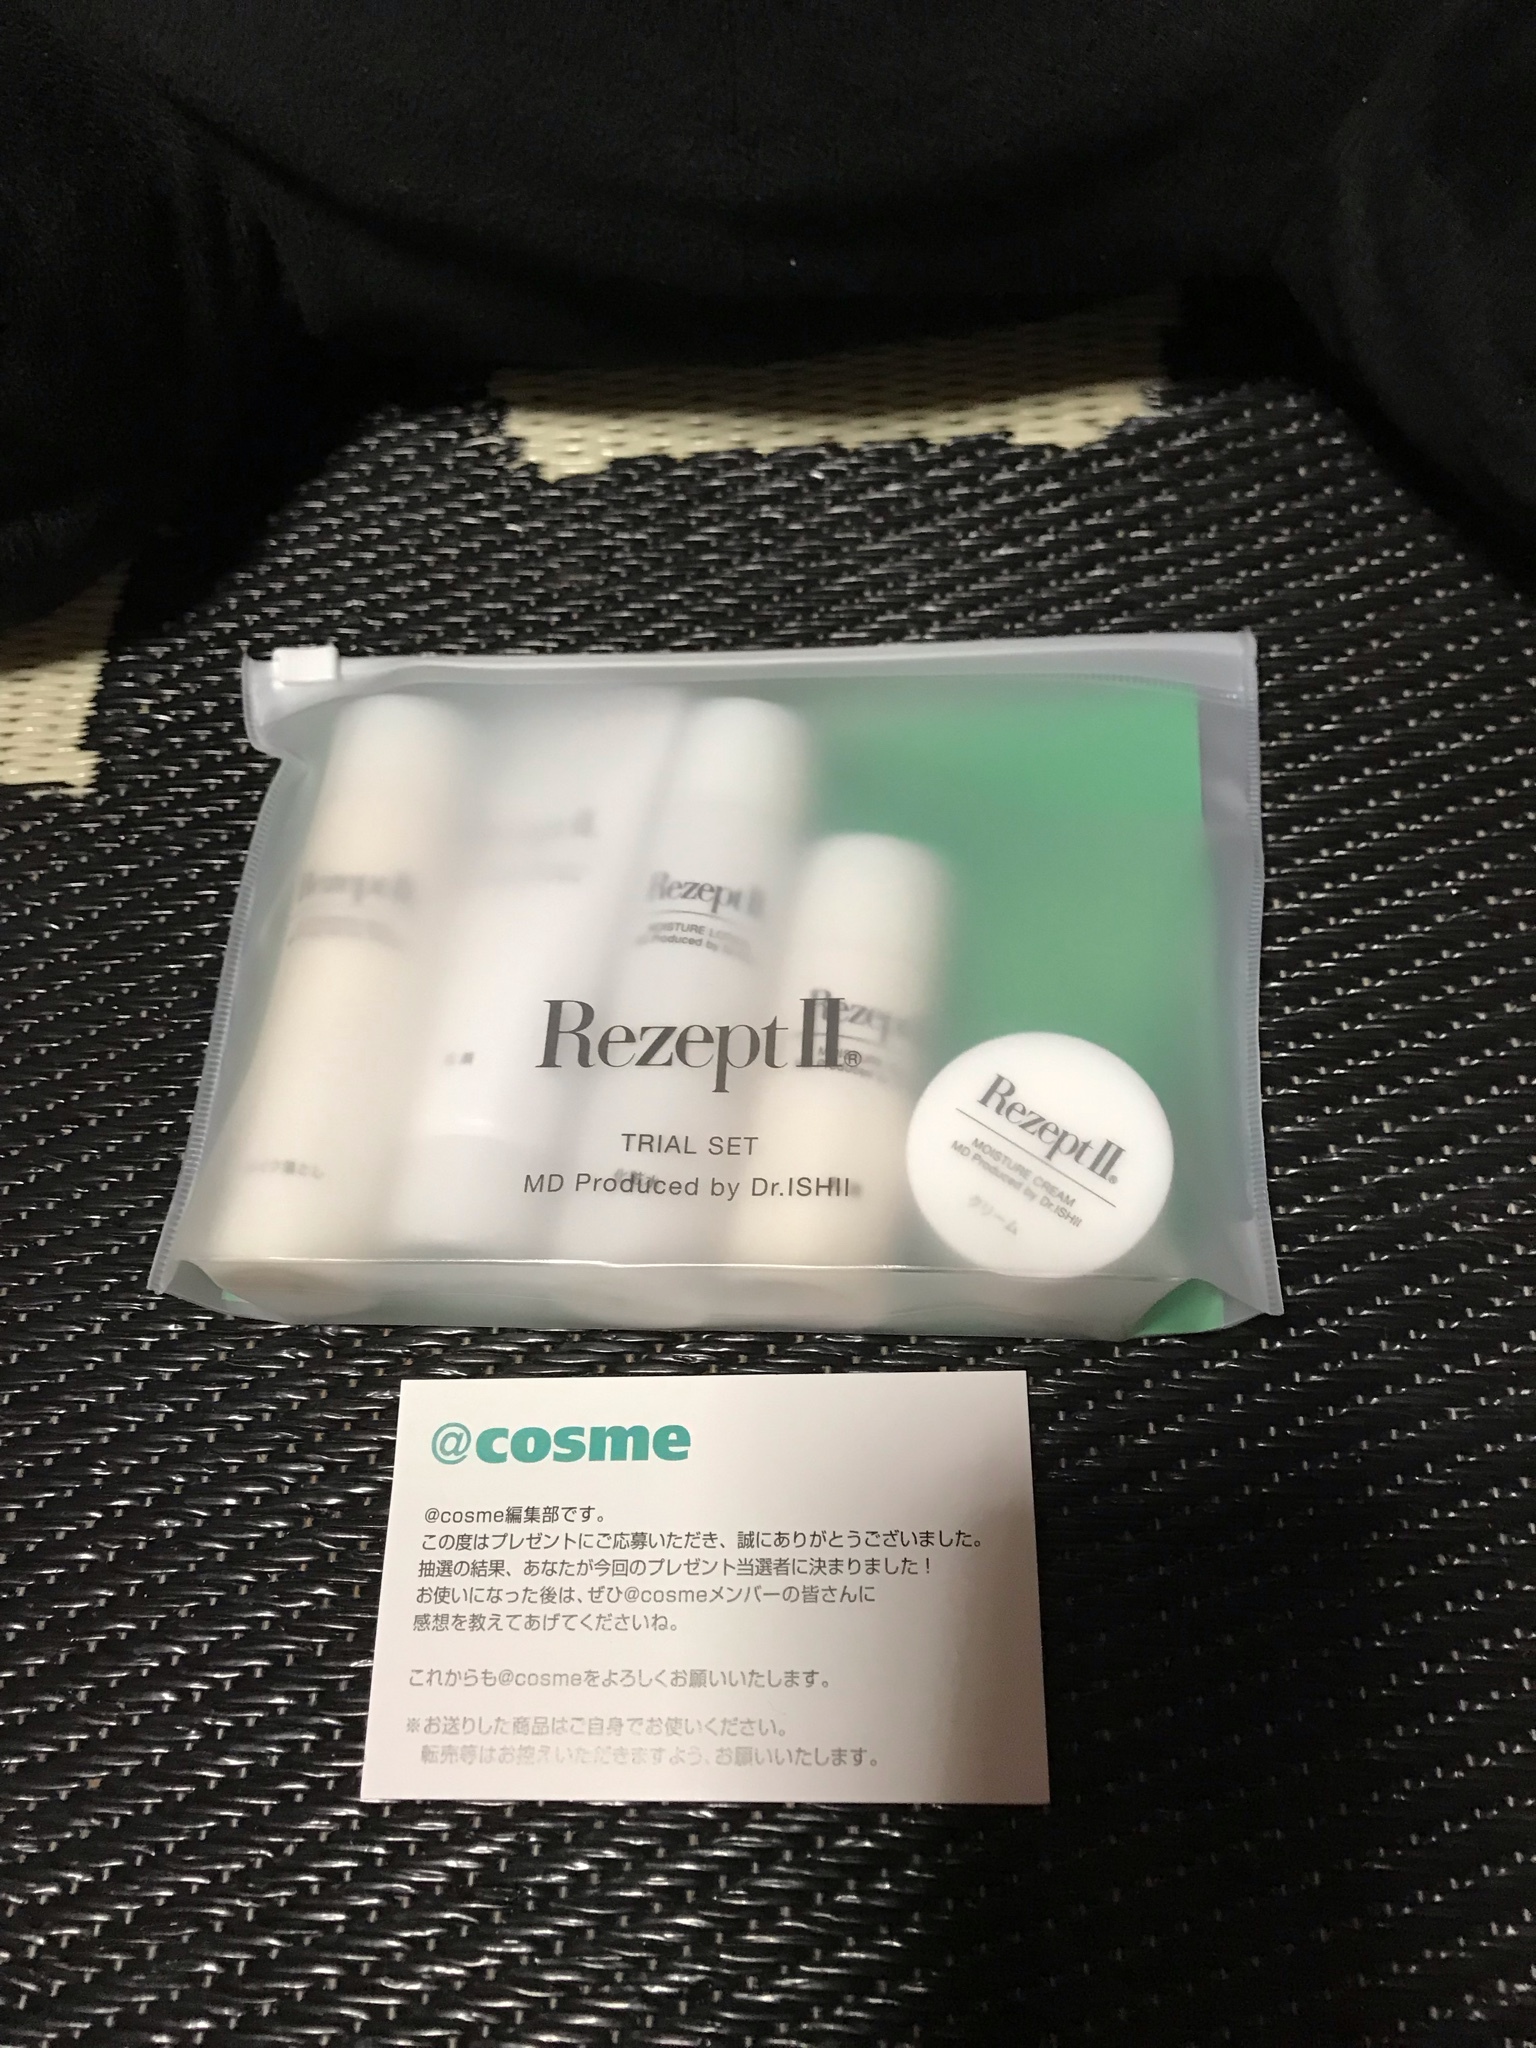 Rezept II
Rezept II
MOISTURE
Produced by
Rezept II®
TRIAL SET
MD Produced by Dr.ISHII
Rezept II®
MOISTURE CREAM
MD Produced by Dr.ISHII
クリーム
@cosme
@cosme編集部です。
この度はプレゼントにご応募いただき、誠にありがとうございました。
抽選の結果、あなたが今回のプレゼント当選者に決まりました！
お使いになった後は、ぜひ@cosmeメンバーの皆さんに
感想を教えてあげてくださいね。
これからも@cosmeをよろしくお願いいたします。
※お送りした商品はご自身でお使いください。
転売等はお控えいただきますよう、お願いいたします。